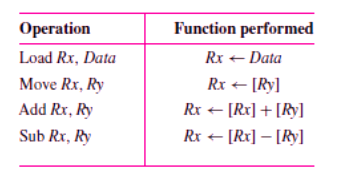 Operation Function performed
Load Rx, Data Rx ← Data
Move Rx, Ry Rx ← [Ry]
Add Rx, Ry Rx ← [Rx] + [Ry]
Sub Rx, Ry Rx ← [Rx] − [Ry]